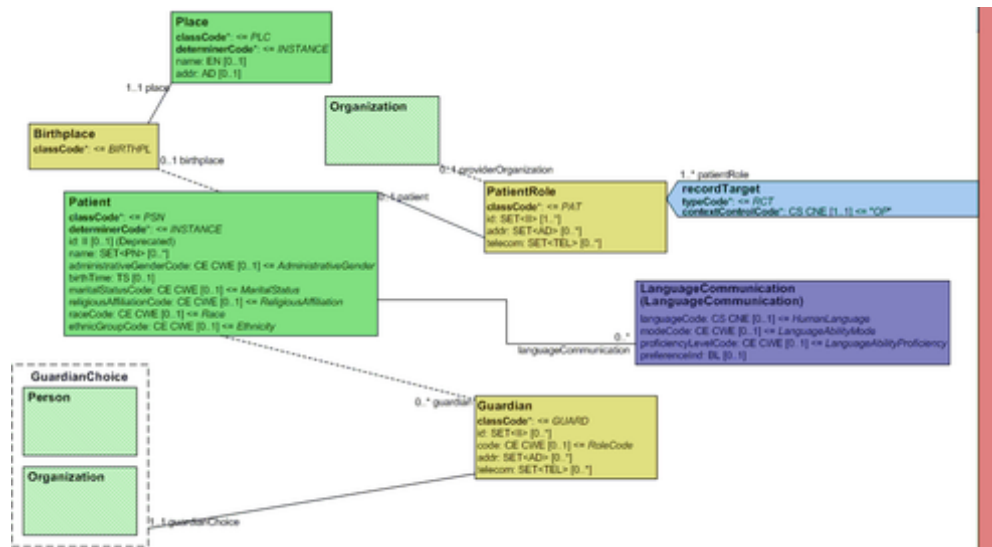 Place
classCode*: <= PLC
determinerCode*: <= INSTANCE
name: EN [0..1]
addr: AD [0..1]
1..1 place
Organization
Birthplace
classCode*: <= BIRTHPL
0..1 birthplace
0..1 providerOrganization
1..* patientRole
Patient
classCode*: <= PSN
determinerCode*: <= INSTANCE
id: II [0..1] (Deprecated)
name: SET<PN> [0..*]
administrativeGenderCode: CE CWE [0..1] <= AdministrativeGender
birthTime: TS [0..1]
maritalStatusCode: CE CWE [0..1] <= MaritalStatus
religiousAffiliationCode: CE CWE [0..1] <= ReligiousAffiliation
raceCode: CE CWE [0..1] <= Race
ethnicGroupCode: CE CWE [0..1] <= Ethnicity
0..1 patient
PatientRole
classCode*: <= PAT
id: SET<II> [1..*]
addr: SET<AD> [0..*]
telecom: SET<TEL> [0..*]
recordTarget
typeCode*: <= RCT
contextControlCode*: CS CNE [1..1] <= "OP"
LanguageCommunication
(LanguageCommunication)
languageCode: CS CNE [0..1] <= HumanLanguage
modeCode: CE CWE [0..1] <= LanguageAbilityMode
proficiencyLevelCode: CE CWE [0..1] <= LanguageAbilityProficiency
preferenceInd: BL [0..1]
0..*
languageCommunication
GuardianChoice
Person
Organization
0..* guardian
Guardian
classCode*: <= GUARD
id: SET<II> [0..*]
code: CE CWE [0..1] <= RoleCode
addr: SET<AD> [0..*]
telecom: SET<TEL> [0..*]
1..1 guardianChoice